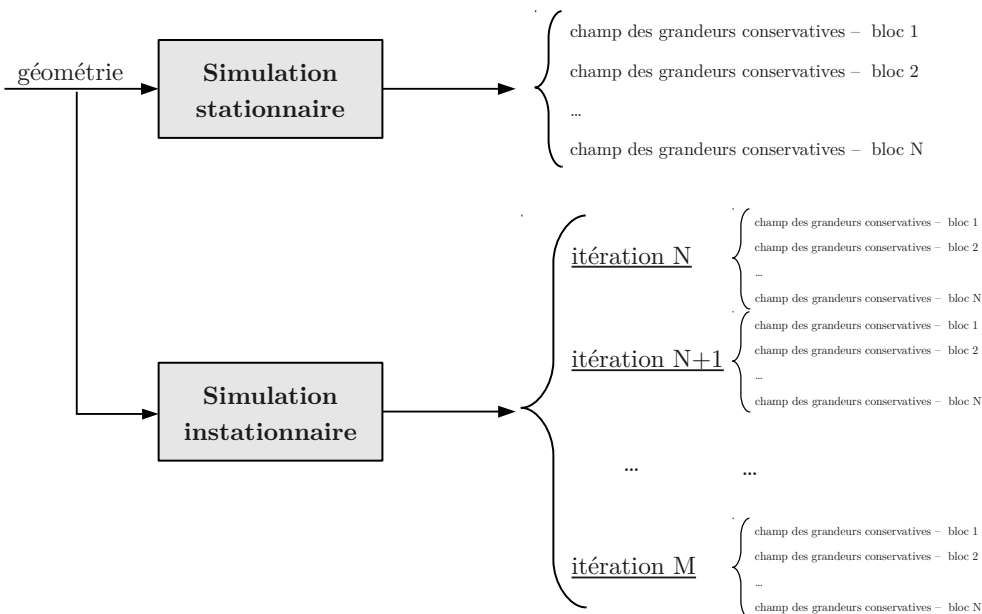 géométrie
Simulation
stationnaire
champ des grandeurs conservatives – bloc 1
champ des grandeurs conservatives – bloc 2
...
champ des grandeurs conservatives – bloc N
Simulation
instationnaire
itération N
champ des grandeurs conservatives – bloc 1
champ des grandeurs conservatives – bloc 2
...
champ des grandeurs conservatives – bloc N
itération N+1
champ des grandeurs conservatives – bloc 1
champ des grandeurs conservatives – bloc 2
...
champ des grandeurs conservatives – bloc N
... ...
itération M
champ des grandeurs conservatives – bloc 1
champ des grandeurs conservatives – bloc 2
...
champ des grandeurs conservatives – bloc N